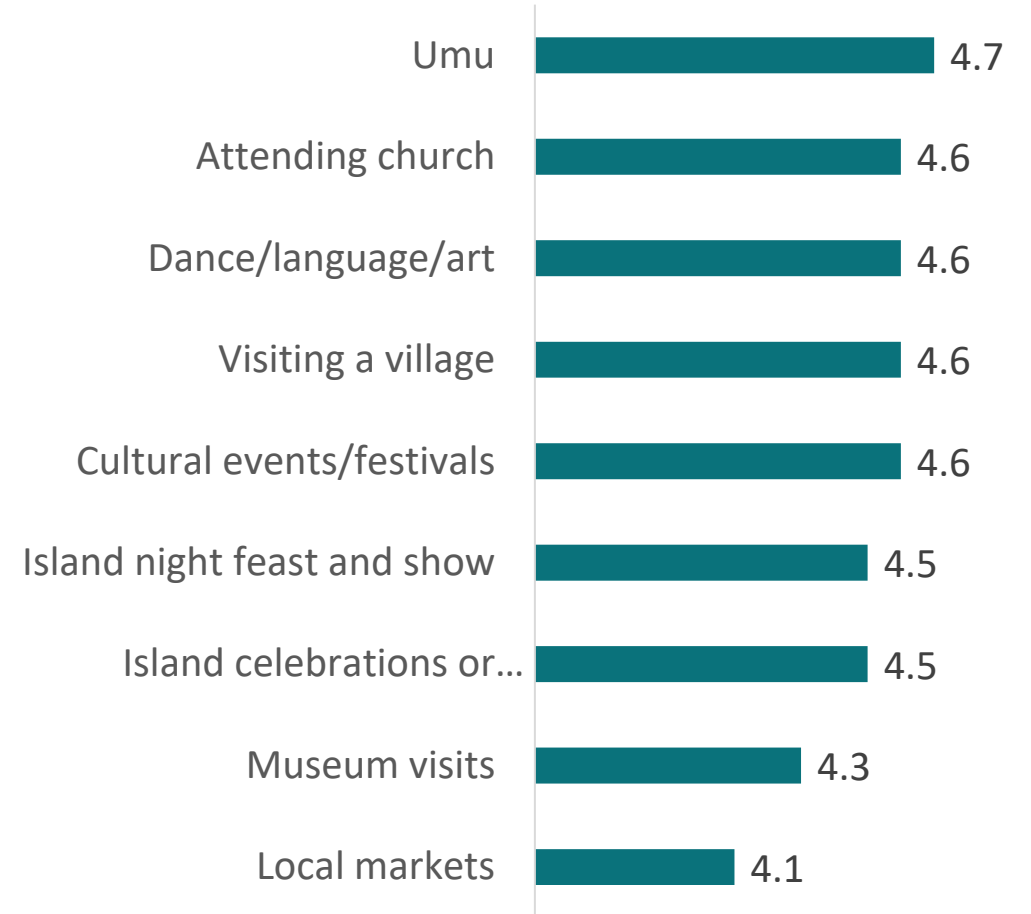 Umu 4.7
Attending church 4.6
Dance/language/art 4.6
Visiting a village 4.6
Cultural events/festivals 4.6
Island night feast and show 4.5
Island celebrations or… 4.5
Museum visits 4.3
Local markets 4.1